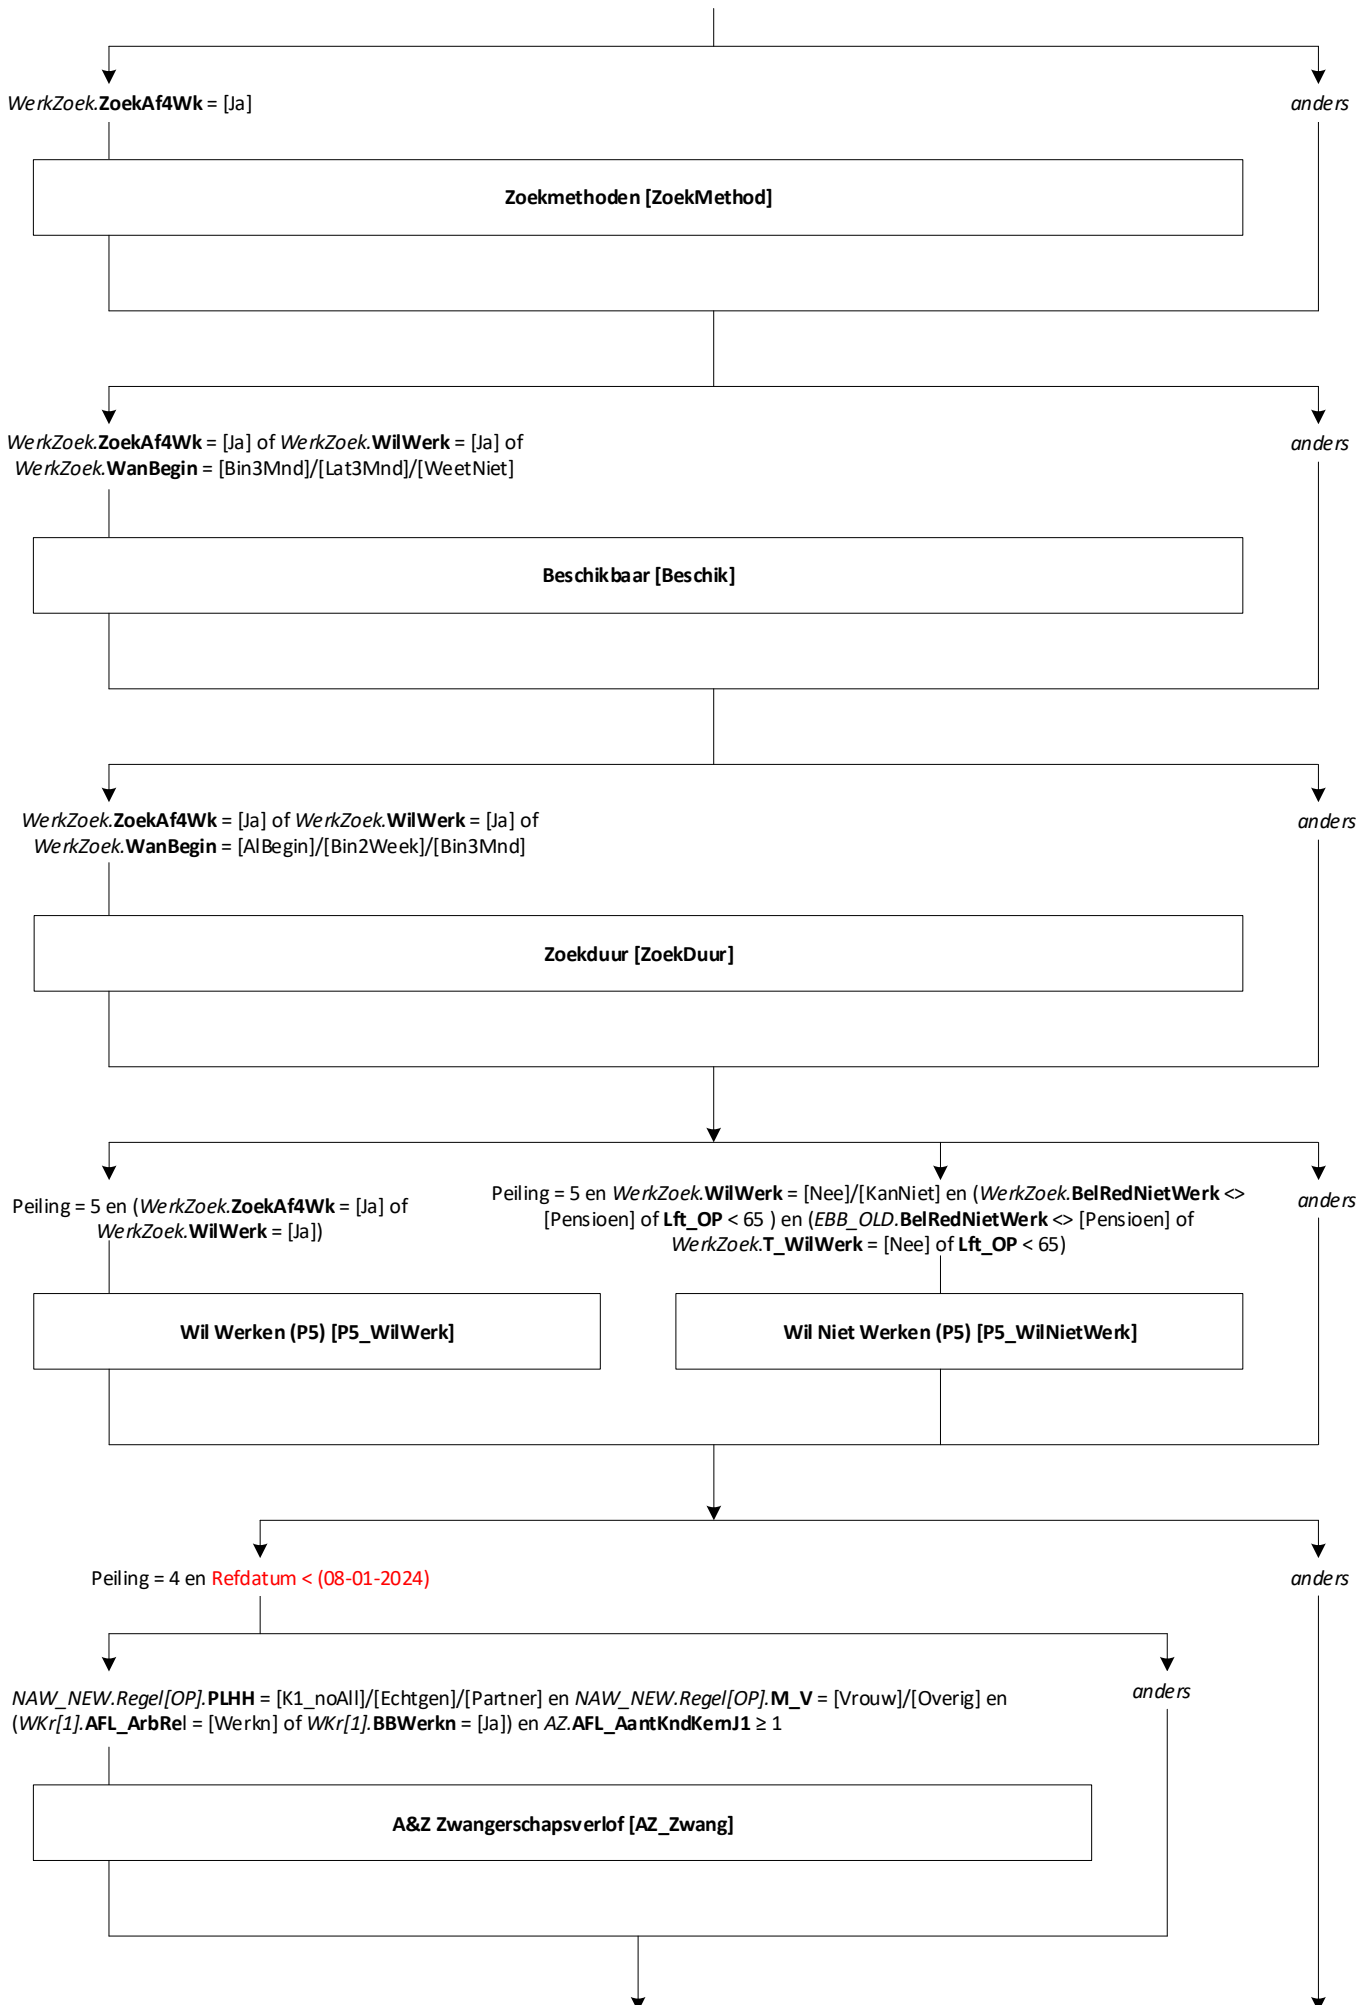 WerkZoek.ZoekAf4Wk = [Ja]
anders
Zoekmethoden [ZoekMethod]
WerkZoek.ZoekAf4Wk = [Ja] of WerkZoek.WilWerk = [Ja] of
WerkZoek.WanBegin = [Bin3Mnd]/[Lat3Mnd]/[WeetNiet]
anders
Beschikbaar [Beschik]
WerkZoek.ZoekAf4Wk = [Ja] of WerkZoek.WilWerk = [Ja] of
WerkZoek.WanBegin = [AlBegin]/[Bin2Week]/[Bin3Mnd]
anders
Zoekduur [ZoekDuur]
Peiling = 5 en (WerkZoek.ZoekAf4Wk = [Ja] of
WerkZoek.WilWerk = [Ja])
Peiling = 5 en WerkZoek.WilWerk = [Nee]/[KanNiet] en (WerkZoek.BelRedNietWerk <>
[Pensioen] of Lft_OP < 65 ) en (EBB_OLD.BelRedNietWerk <> [Pensioen] of
WerkZoek.T_WilWerk = [Nee] of Lft_OP < 65)
anders
Wil Werken (P5) [P5_WilWerk]
Wil Niet Werken (P5) [P5_WilNietWerk]
Peiling = 4 en Refdatum < (08-01-2024)
anders
NAW_NEW.Regel[OP].PLHH = [K1_noAll]/[Echtgen]/[Partner] en NAW_NEW.Regel[OP].M_V = [Vrouw]/[Overig] en
(WKr[1].AFL_ArbRel = [Werkn] of WKr[1].BBWerkn = [Ja]) en AZ.AFL_AantKndKernJ1 ≥ 1
anders
A&Z Zwangerschapsverlof [AZ_Zwang]